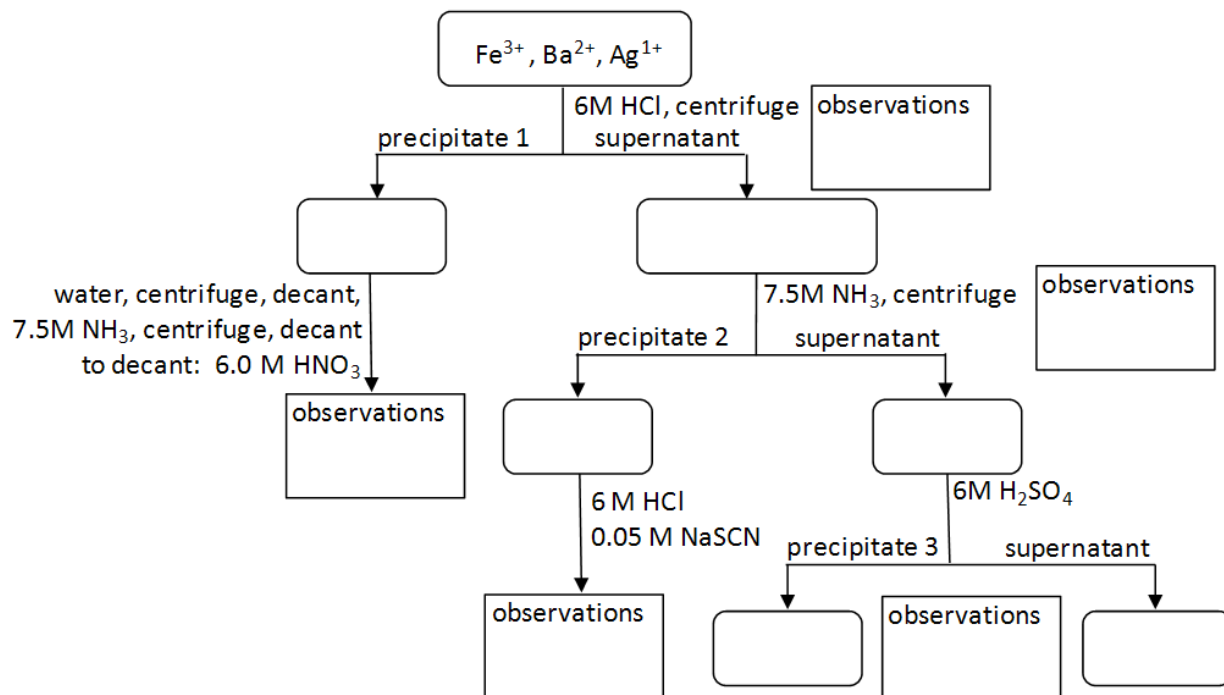 Fe³⁺, Ba²⁺, Ag¹⁺
6M HCl, centrifuge
observations
precipitate 1
supernatant
water, centrifuge, decant,
7.5M NH₃, centrifuge, decant
to decant: 6.0 M HNO₃
7.5M NH₃, centrifuge
observations
precipitate 2
supernatant
observations
6 M HCl
0.05 M NaSCN
6M H₂SO₄
precipitate 3
supernatant
observations
observations